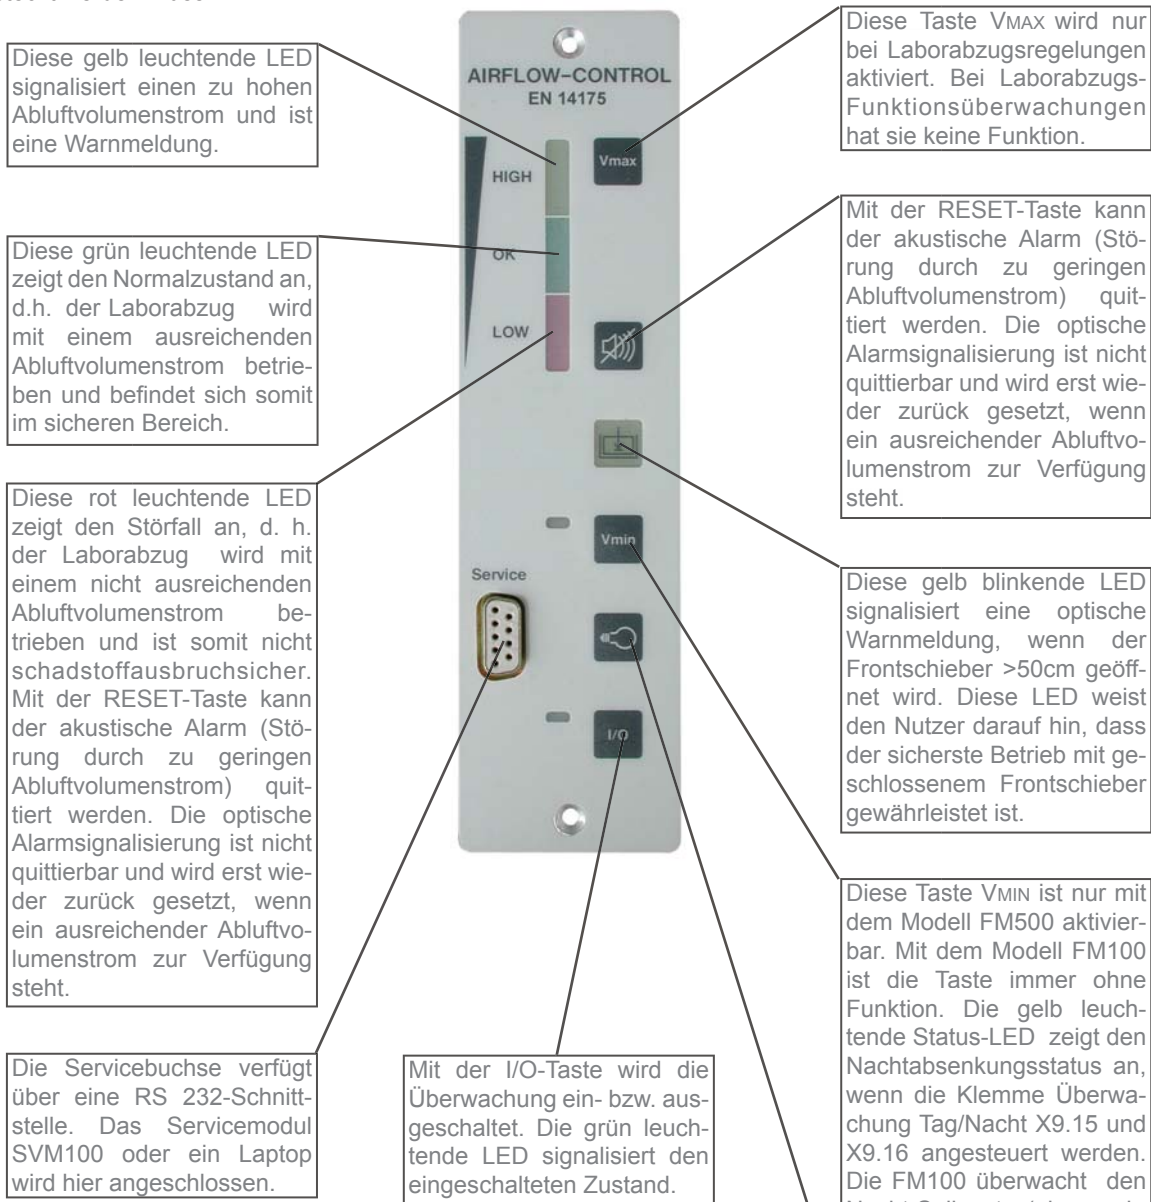 Diese gelb leuchtende LED
signalisiert einen zu hohen
Abluftvolumenstrom und ist
eine Warnmeldung.
Diese grün leuchtende LED
zeigt den Normalzustand an,
d.h. der Laborabzug wird
mit einem ausreichenden
Abluftvolumenstrom betrie-
ben und befindet sich somit
im sicheren Bereich.
Diese rot leuchtende LED
zeigt den Störfall an, d. h.
der Laborabzug wird mit
einem nicht ausreichenden
Abluftvolumenstrom be-
trieben und ist somit nicht
schadstoffausbruchsicher.
Mit der RESET-Taste kann
der akustische Alarm (Stö-
rung durch zu geringen
Abluftvolumenstrom) quit-
tiert werden. Die optische
Alarmsignalisierung ist nicht
quittierbar und wird erst wie-
der zurück gesetzt, wenn
ein ausreichender Abluftvo-
lumenstrom zur Verfügung
steht.
Die Servicebuchse verfügt
über eine RS 232-Schnitt-
stelle. Das Servicemodul
SVM100 oder ein Laptop
wird hier angeschlossen.
AIRFLOW-CONTROL
EN 14175
Vmax
HIGH
OK
LOW
Vmin
Service
I/O
Mit der I/O-Taste wird die
Überwachung ein- bzw. aus-
geschaltet. Die grün leuch-
tende LED signalisiert den
eingeschalteten Zustand.
Diese Taste VMAX wird nur
bei Laborabzugsregelungen
aktiviert. Bei Laborabzugs-
Funktionsüberwachungen
hat sie keine Funktion.
Mit der RESET-Taste kann
der akustische Alarm (Stö-
rung durch zu geringen
Abluftvolumenstrom) quit-
tiert werden. Die optische
Alarmsignalisierung ist nicht
quittierbar und wird erst wie-
der zurück gesetzt, wenn
ein ausreichender Abluftvo-
lumenstrom zur Verfügung
steht.
Diese gelb blinkende LED
signalisiert eine optische
Warnmeldung, wenn der
Frontschieber >50cm geöff-
net wird. Diese LED weist
den Nutzer darauf hin, dass
der sicherste Betrieb mit ge-
schlossenem Frontschieber
gewährleistet ist.
Diese Taste VMIN ist nur mit
dem Modell FM500 aktivier-
bar. Mit dem Modell FM100
ist die Taste immer ohne
Funktion. Die gelb leuch-
tende Status-LED zeigt den
Nachtabsenkungsstatus an,
wenn die Klemme Überwa-
chung Tag/Nacht X9.15 und
X9.16 angesteuert werden.
Die FM100 überwacht den